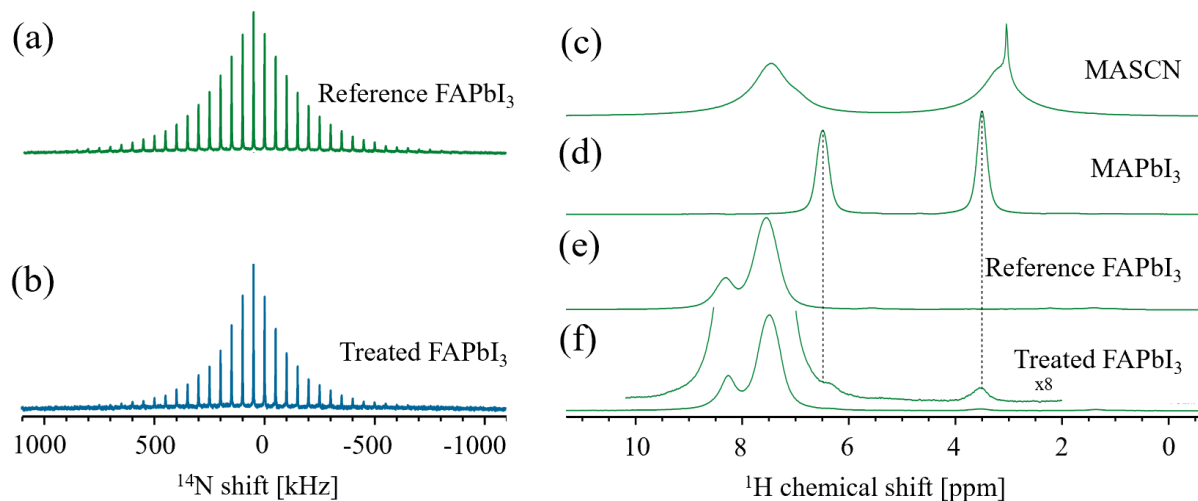 (a)
Reference FAPbI₃
(b)
Treated FAPbI₃
1000 500 0 -500 -1000
¹⁴N shift [kHz]
(c)
MASCN
(d)
MAPbI₃
(e)
Reference FAPbI₃
(f)
Treated FAPbI₃
x8
10 8 6 4 2 0
¹H chemical shift [ppm]